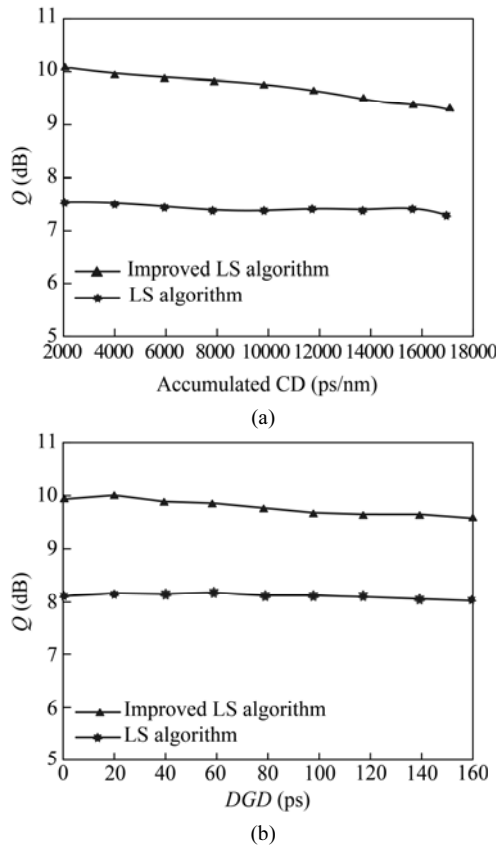 11
10
9
8
7
6
5
Q (dB)
Improved LS algorithm
LS algorithm
2000 4000 6000 8000 10000 12000 14000 16000 18000
Accumulated CD (ps/nm)
(a)
11
10
9
8
7
6
5
Q (dB)
Improved LS algorithm
LS algorithm
0 20 40 60 80 100 120 140 160
DGD (ps)
(b)